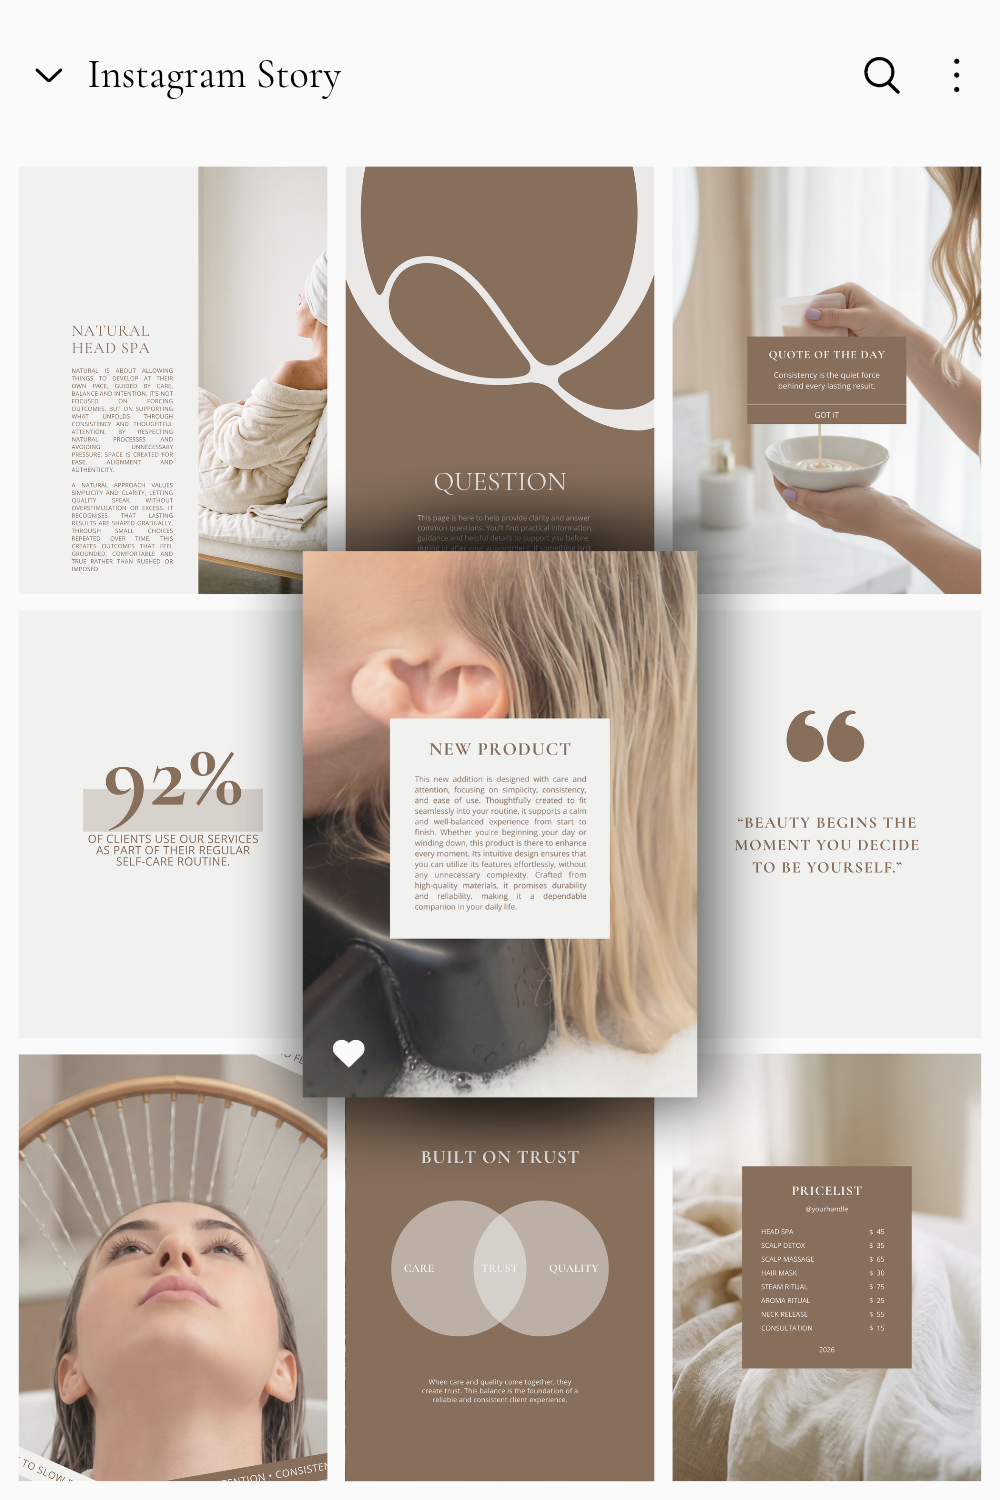 Instagram Story
NATURAL
HEAD SPA
NATURAL IS ABOUT ALLOWING
THINGS TO DEVELOP AT THEIR
OWN PACE, GUIDED BY CARE,
BALANCE AND INTENTION. IT'S NOT
FOCUSED ON FORCING
OUTCOMES, BUT ON SUPPORTING
WHAT UNFOLDS THROUGH
CONSISTENCY AND THOUGHTFUL
ATTENTION. BY RESPECTING
NATURAL PROCESSES AND
AVOIDING UNNECESSARY
PRESSURE, SPACE IS CREATED FOR
EASE, ALIGNMENT AND
AUTHENTICITY.
A NATURAL APPROACH VALUES
SIMPLICITY AND CLARITY, LETTING
QUALITY SPEAK WITHOUT
OVERSTIMULATION OR EXCESS. IT
RECOGNISES THAT LASTING
RESULTS ARE SHAPED GRADUALLY,
THROUGH SMALL CHOICES
REPEATED OVER TIME. THIS
CREATES OUTCOMES THAT FEEL
GROUNDED, COMFORTABLE AND
TRUE RATHER THAN RUSHED OR
IMPOSED.
QUESTION
This page is here to help provide clarity and answer
common questions. You'll find practical information,
guidance and helpful details to support you before,
during or after your appointment. If something isn't
QUOTE OF THE DAY
Consistency is the quiet force
behind every lasting result.
GOT IT
92%
OF CLIENTS USE OUR SERVICES
AS PART OF THEIR REGULAR
SELF-CARE ROUTINE.
NEW PRODUCT
This new addition is designed with care and
attention, focusing on simplicity, consistency,
and ease of use. Thoughtfully created to fit
seamlessly into your routine, it supports a calm
and well-balanced experience from start to
finish. Whether you're beginning your day or
winding down, this product is there to enhance
every moment. Its intuitive design ensures that
you can utilize its features effortlessly, without
any unnecessary complexity. Crafted from
high-quality materials, it promises durability
and reliability, making it a dependable
companion in your daily life.
“BEAUTY BEGINS THE
MOMENT YOU DECIDE
TO BE YOURSELF.”
TO SLOW
ENTION • CONSISTEN
BUILT ON TRUST
CARE
TRUST
QUALITY
When care and quality come together, they
create trust. This balance is the foundation of a
reliable and consistent client experience.
PRICELIST
@yourhandle
HEAD SPA $ 45
SCALP DETOX $ 35
SCALP MASSAGE $ 65
HAIR MASK $ 30
STEAM RITUAL $ 75
AROMA RITUAL $ 25
NECK RELEASE $ 55
CONSULTATION $ 15
2026